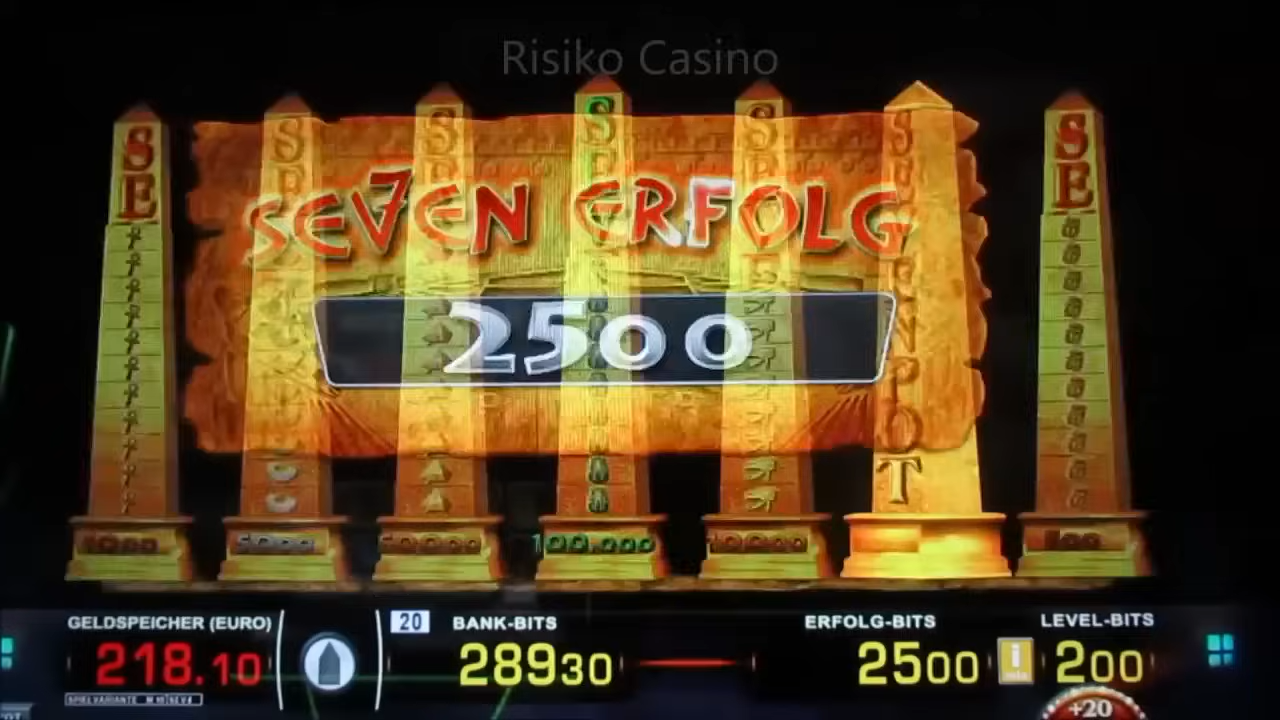 Risiko Casino
SE
SE
SEVEN ERFOLG
2500
100.000
GELDSPEICHER (EURO)
20
BANK-BITS
ERFOLG-BITS
LEVEL-BITS
218.10
28930
2500
i
200
SPIELVARIANTE
+20